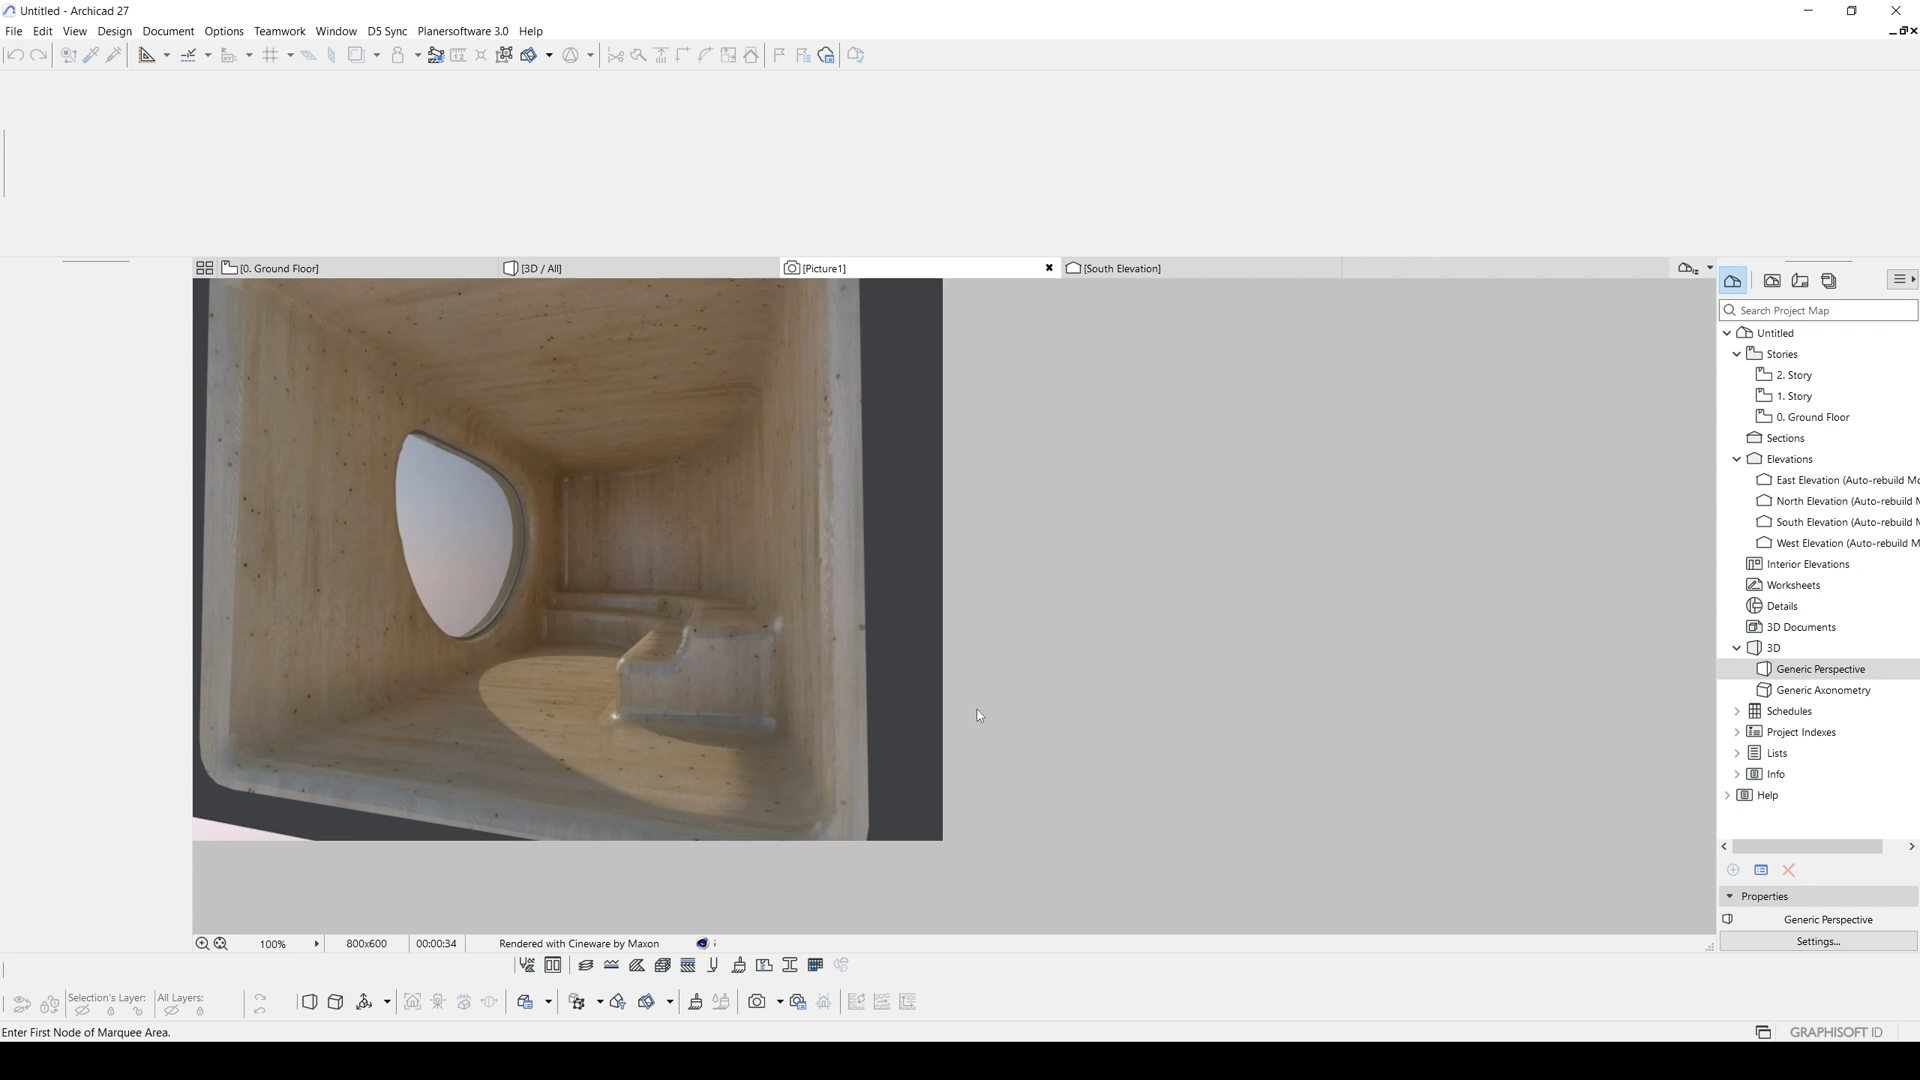 Untitled - Archicad 27
File Edit View Design Document Options Teamwork Window D5 Sync Planersoftware 3.0 Help
[0. Ground Floor] [3D / All] [Picture1] [South Elevation]
Search Project Map
Untitled
Stories
2. Story
1. Story
0. Ground Floor
Sections
Elevations
East Elevation (Auto-rebuild Mo
North Elevation (Auto-rebuild M
South Elevation (Auto-rebuild M
West Elevation (Auto-rebuild M
Interior Elevations
Worksheets
Details
3D Documents
3D
Generic Perspective
Generic Axonometry
Schedules
Project Indexes
Lists
Info
Help
Properties
Generic Perspective
Settings...
100% 800x600 00:00:34 Rendered with Cineware by Maxon
Selection's Layer: All Layers:
Enter First Node of Marquee Area.
GRAPHISOFT ID